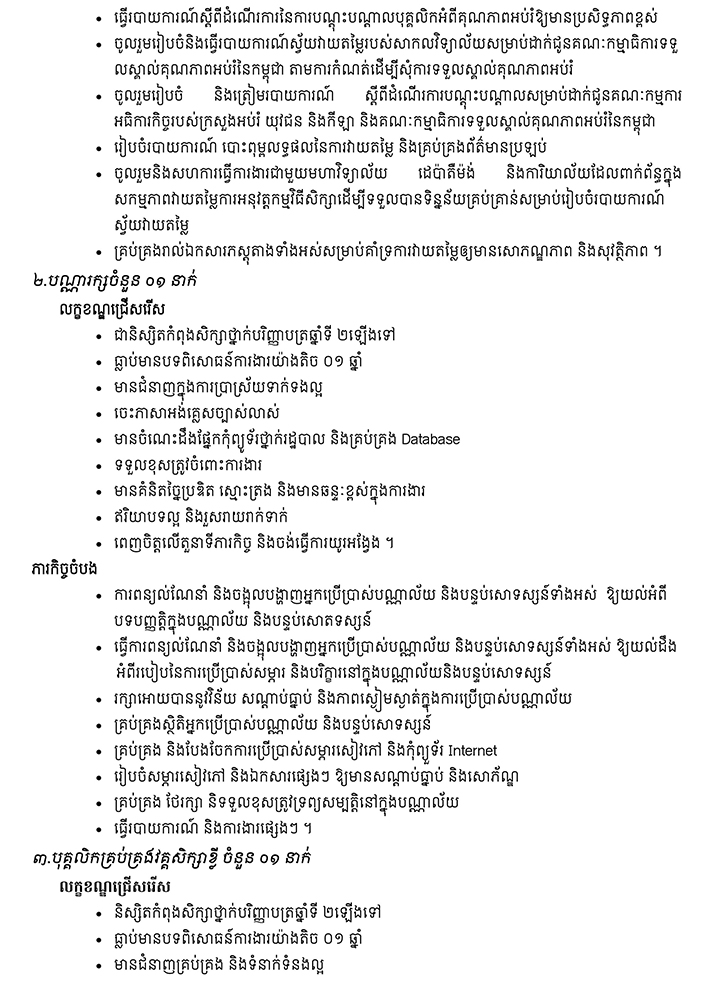 • ធ្វើរបាយការណ៍ស្តីពីដំណើរការនៃការបណ្តុះបណ្តាលបុគ្គលិកអំពីគុណភាពអប់រំឱ្យមានប្រសិទ្ធភាពខ្ពស់
• ចូលរួមរៀបចំនិងធ្វើរបាយការណ៍ស្វ័យវាយតម្លៃរបស់សាកលវិទ្យាល័យសម្រាប់ដាក់ជូនគណៈកម្មាធិការទទួ
លស្គាល់គុណភាពអប់រំនៃកម្ពុជា តាមការកំណត់ដើម្បីសុំការទទួលស្គាល់គុណភាពអប់រំ
• ចូលរួមរៀបចំ និងត្រៀមរបាយការណ៍ ស្តីពីដំណើរការបណ្តុះបណ្តាលសម្រាប់ដាក់ជូនគណៈកម្មការ
អធិការកិច្ចរបស់ក្រសួងអប់រំ យុវជន និងកីឡា និងគណៈកម្មាធិការទទួលស្គាល់គុណភាពអប់រំនៃកម្ពុជា
• រៀបចំរបាយការណ៍ បោះពុម្ពលទ្ធផលនៃការវាយតម្លៃ និងគ្រប់គ្រងព័ត៌មានប្រឡប់
• ចូលរួមនិងសហការធ្វើការងារជាមួយមហាវិទ្យាល័យ ដេប៉ាតឺម៉ង់ និងការិយាល័យដែលពាក់ព័ន្ធក្នុង
សកម្មភាពវាយតម្លៃការអនុវត្តកម្មវិធីសិក្សាដើម្បីទទួលបានទិន្នន័យគ្រប់គ្រាន់សម្រាប់រៀបចំរបាយការណ៍
ស្វ័យវាយតម្លៃ
• គ្រប់គ្រងរាល់ឯកសារភស្តុតាងទាំងអស់សម្រាប់គាំទ្រការវាយតម្លៃឲ្យមានសោភណ្ឌភាព និងសុវត្ថិភាព ។
២.បណ្ណារក្សចំនួន ០១ នាក់
លក្ខខណ្ឌជ្រើសរើស
• ជានិស្សិតកំពុងសិក្សាថ្នាក់បរិញ្ញាបត្រឆ្នាំទី ២ឡើងទៅ
• ធ្លាប់មានបទពិសោធន៍ការងារយ៉ាងតិច ០១ ឆ្នាំ
• មានជំនាញក្នុងការប្រាស្រ័យទាក់ទងល្អ
• ចេះភាសាអង់គ្លេសច្បាស់លាស់
• មានចំណេះដឹងផ្នែកកុំព្យូទ័រថ្នាក់រដ្ឋបាល និងគ្រប់គ្រង Database
• ទទួលខុសត្រូវចំពោះការងារ
• មានគំនិតច្នៃប្រឌិត ស្មោះត្រង់ និងមានឆន្ទៈខ្ពស់ក្នុងការងារ
• ឥរិយាបទល្អ និងរួសរាយរាក់ទាក់
• ពេញចិត្តលើតួនាទីភារកិច្ច និងចង់ធ្វើការយូរអង្វែង ។
ភារកិច្ចចំបង
• ការពន្យល់ណែនាំ និងចង្អុលបង្ហាញអ្នកប្រើប្រាស់បណ្ណាល័យ និងបន្ទប់សោទស្សន៍ទាំងអស់ ឱ្យយល់អំពី
បទបញ្ញត្តិក្នុងបណ្ណាល័យ និងបន្ទប់សោតទស្សន៍
• ធ្វើការពន្យល់ណែនាំ និងចង្អុលបង្ហាញអ្នកប្រើប្រាស់បណ្ណាល័យ និងបន្ទប់សោទស្សន៍ទាំងអស់ ឱ្យយល់ដឹង
អំពីរបៀបនៃការប្រើប្រាស់សម្ភារ និងបរិក្ខារនៅក្នុងបណ្ណាល័យនិងបន្ទប់សោទស្សន៍
• រក្សាអោយបាននូវវិន័យ សណ្តាប់ធ្នាប់ និងភាពស្ងៀមស្ងាត់ក្នុងការប្រើប្រាស់បណ្ណាល័យ
• គ្រប់គ្រងស្ថិតិអ្នកប្រើប្រាស់បណ្ណាល័យ និងបន្ទប់សោទស្សន៍
• គ្រប់គ្រង និងបែងចែកការប្រើប្រាស់សម្ភារសៀវភៅ និងកុំព្យូទ័រ Internet
• រៀបចំសម្ភារសៀវភៅ និងឯកសារផ្សេងៗ ឱ្យមានសណ្តាប់ធ្នាប់ និងសោភ័ណ្ឌ
• គ្រប់គ្រង ថែរក្សា និទទួលខុសត្រូវទ្រព្យសម្បត្តិនៅក្នុងបណ្ណាល័យ
• ធ្វើរបាយការណ៍ និងការងារផ្សេងៗ ។
៣.បុគ្គលិកគ្រប់គ្រងវគ្គសិក្សាខ្លី ចំនួន ០១ នាក់
លក្ខខណ្ឌជ្រើសរើស
• និស្សិតកំពុងសិក្សាថ្នាក់បរិញ្ញាបត្រឆ្នាំទី ២ឡើងទៅ
• ធ្លាប់មានបទពិសោធន៍ការងារយ៉ាងតិច ០១ ឆ្នាំ
• មានជំនាញគ្រប់គ្រង និងទំនាក់ទំនងល្អ